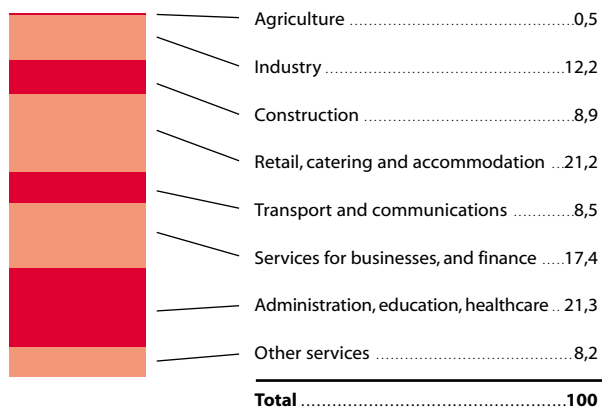 Agriculture ................ 0,5
Industry ................ 12,2
Construction ................ 8,9
Retail, catering and accommodation ...21,2
Transport and communications ............ 8,5
Services for businesses, and finance .....17,4
Administration, education, healthcare .. 21,3
Other services ................ 8,2
Total ................ 100